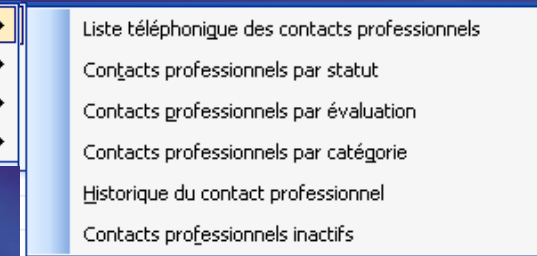 Liste téléphonique des contacts professionnels
Contacts professionnels par statut
Contacts professionnels par évaluation
Contacts professionnels par catégorie
Historique du contact professionnel
Contacts professionnels inactifs